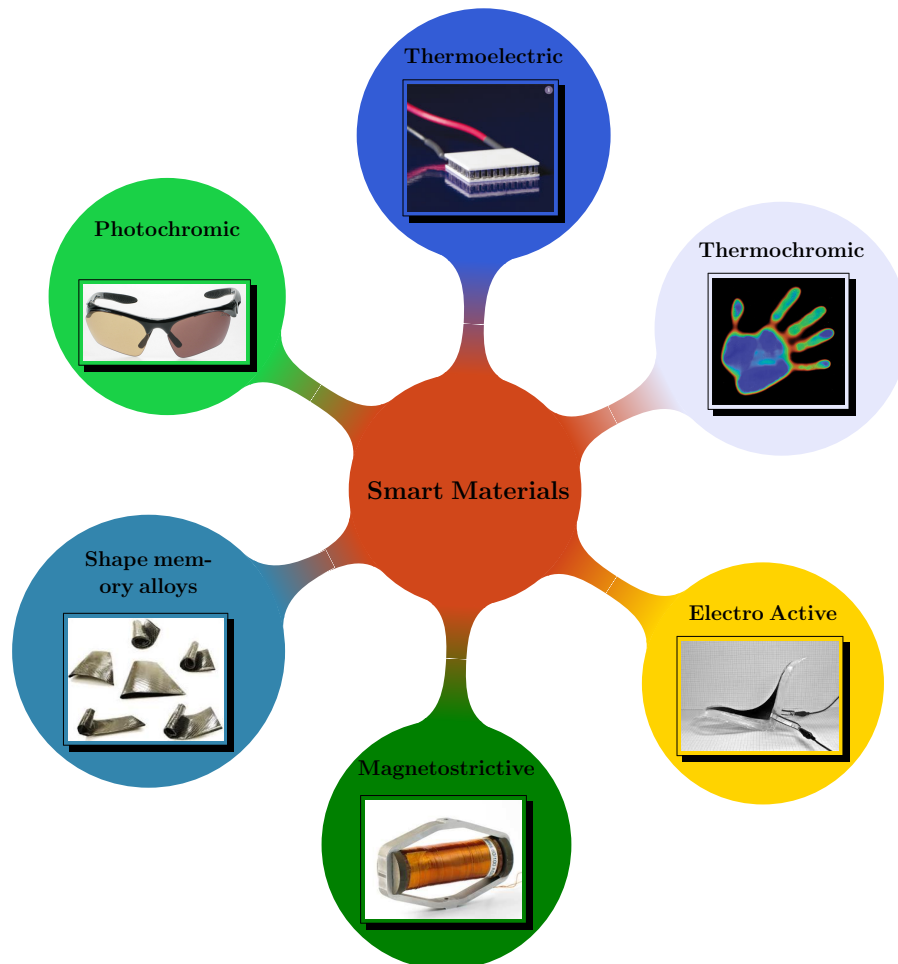 Thermoelectric
Photochromic
Thermochromic
Smart Materials
Shape mem-
ory alloys
Electro Active
Magnetostrictive